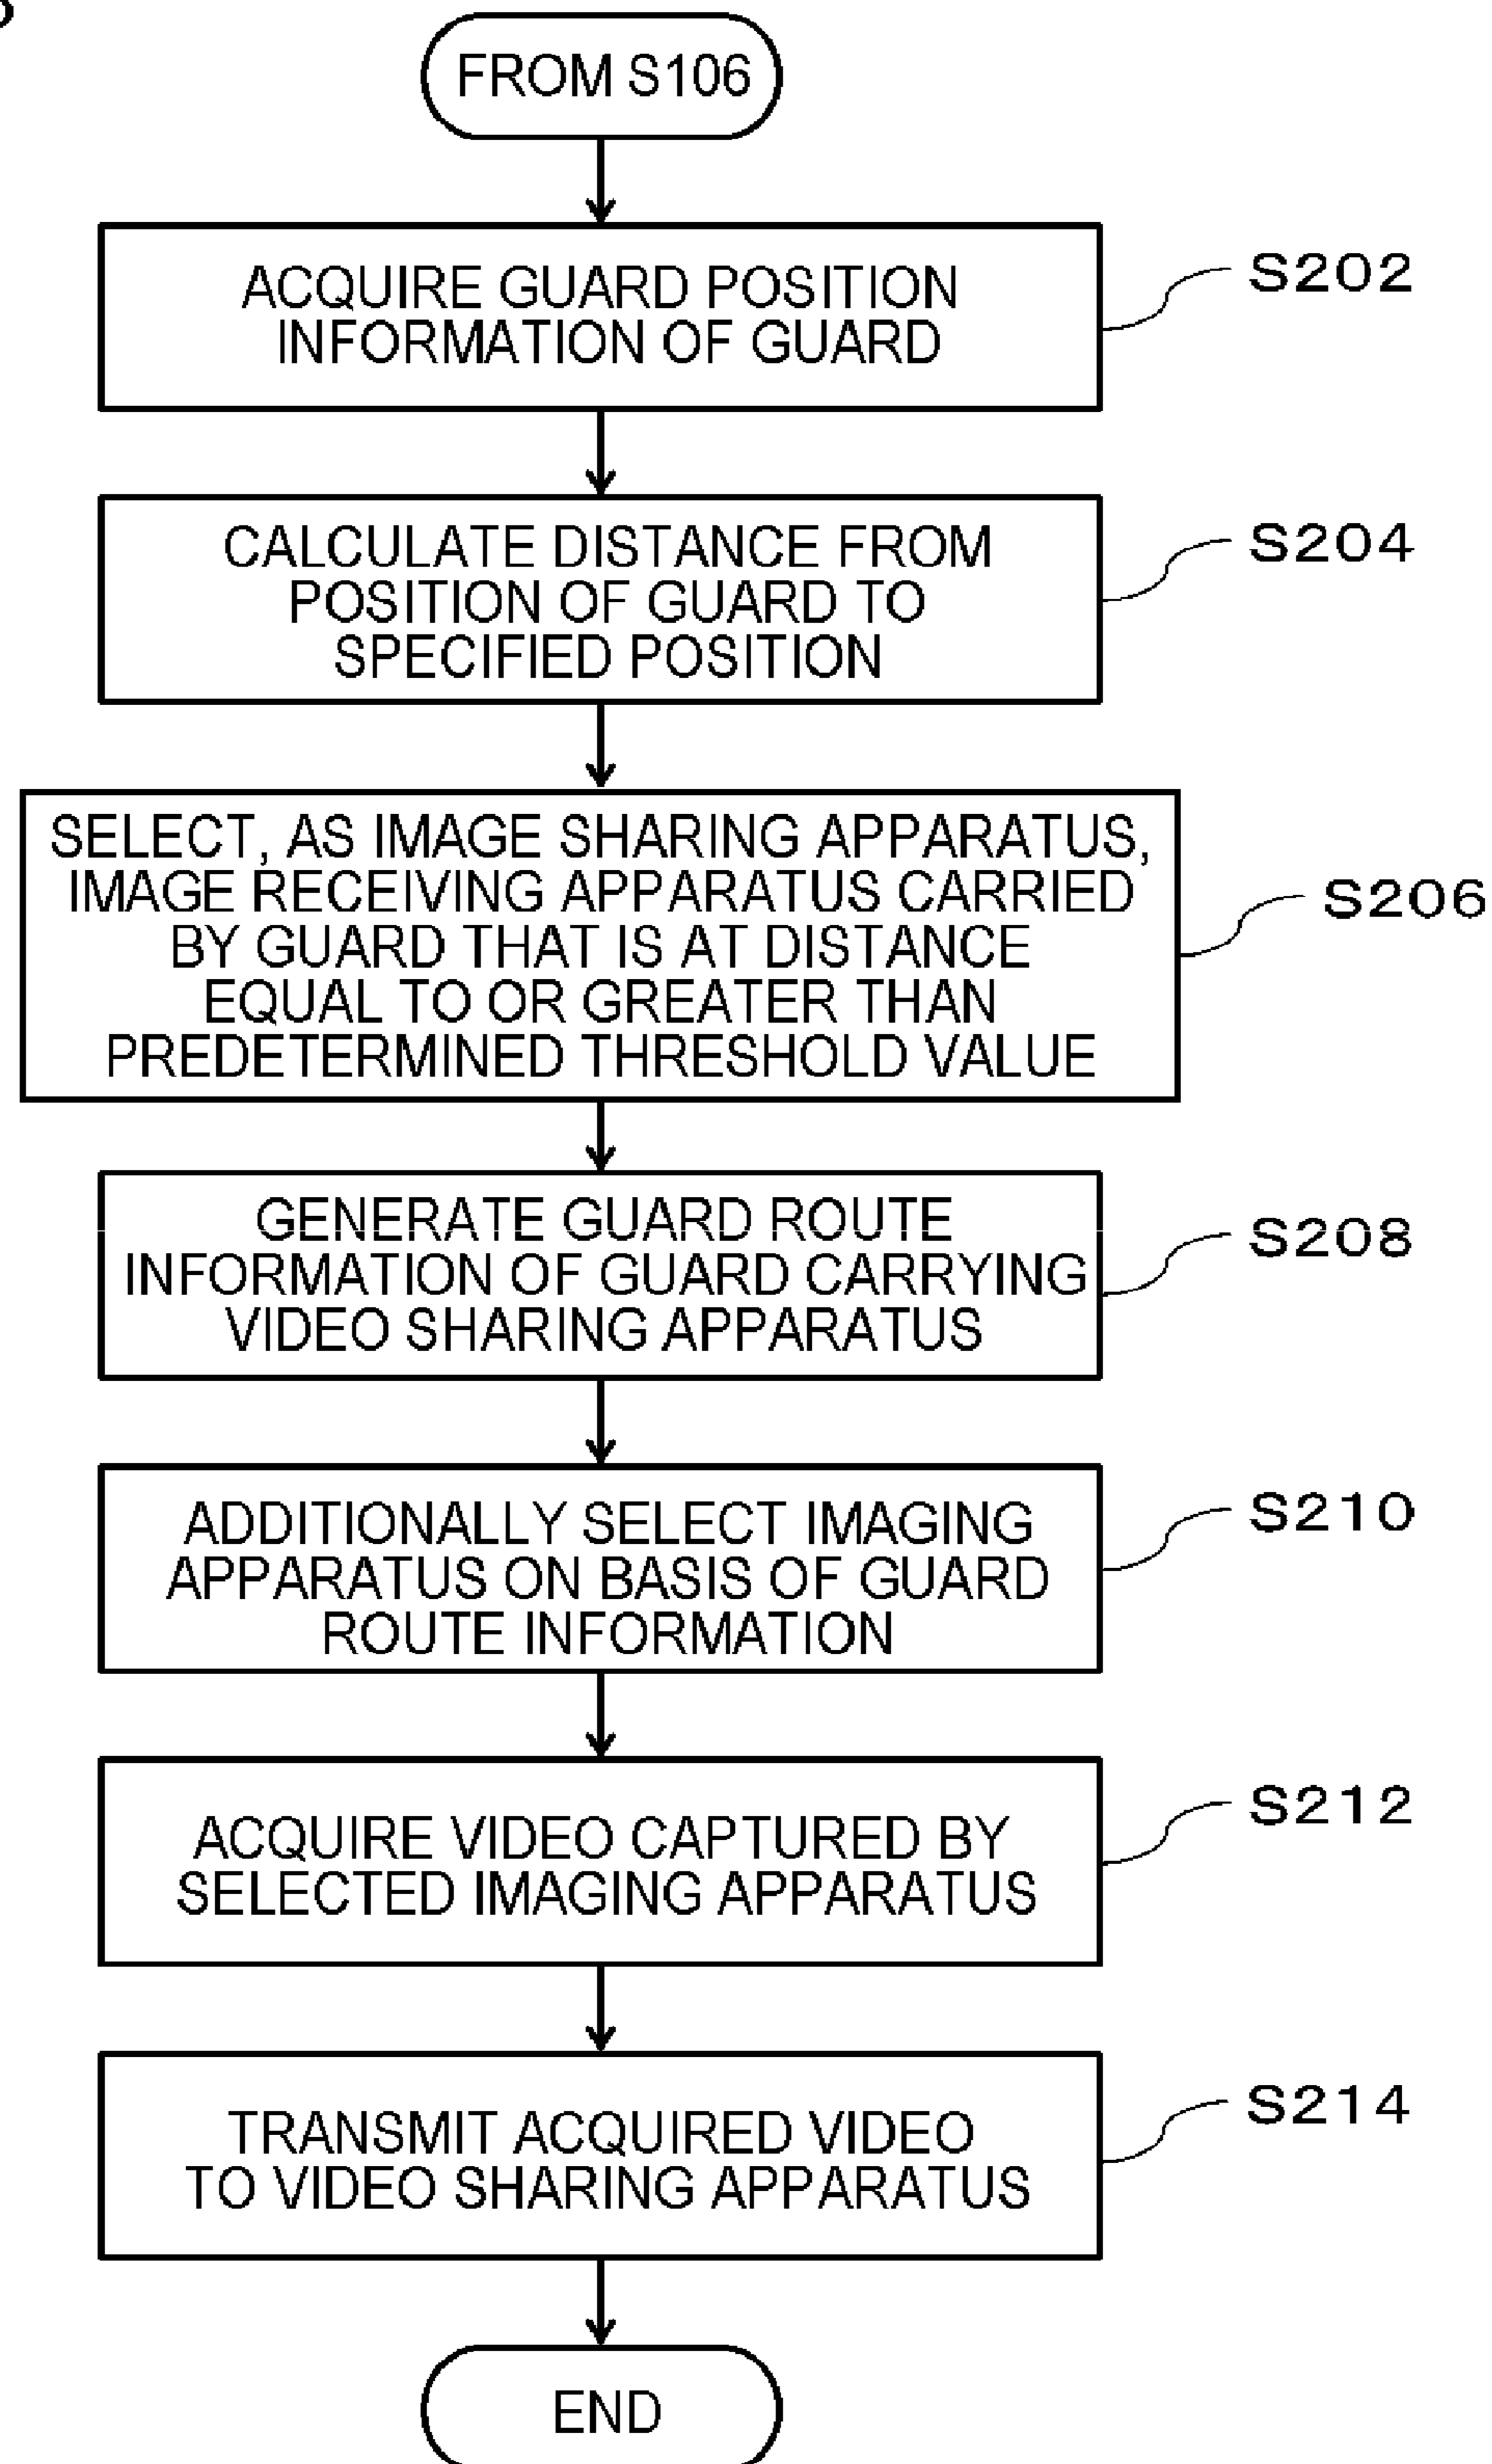 FROM S106
ACQUIRE GUARD POSITION
INFORMATION OF GUARD
S202
CALCULATE DISTANCE FROM
POSITION OF GUARD TO
SPECIFIED POSITION
S204
SELECT, AS IMAGE SHARING APPARATUS,
IMAGE RECEIVING APPARATUS CARRIED
BY GUARD THAT IS AT DISTANCE
EQUAL TO OR GREATER THAN
PREDETERMINED THRESHOLD VALUE
S206
GENERATE GUARD ROUTE
INFORMATION OF GUARD CARRYING
VIDEO SHARING APPARATUS
S208
ADDITIONALLY SELECT IMAGING
APPARATUS ON BASIS OF GUARD
ROUTE INFORMATION
S210
ACQUIRE VIDEO CAPTURED BY
SELECTED IMAGING APPARATUS
S212
TRANSMIT ACQUIRED VIDEO
TO VIDEO SHARING APPARATUS
S214
END